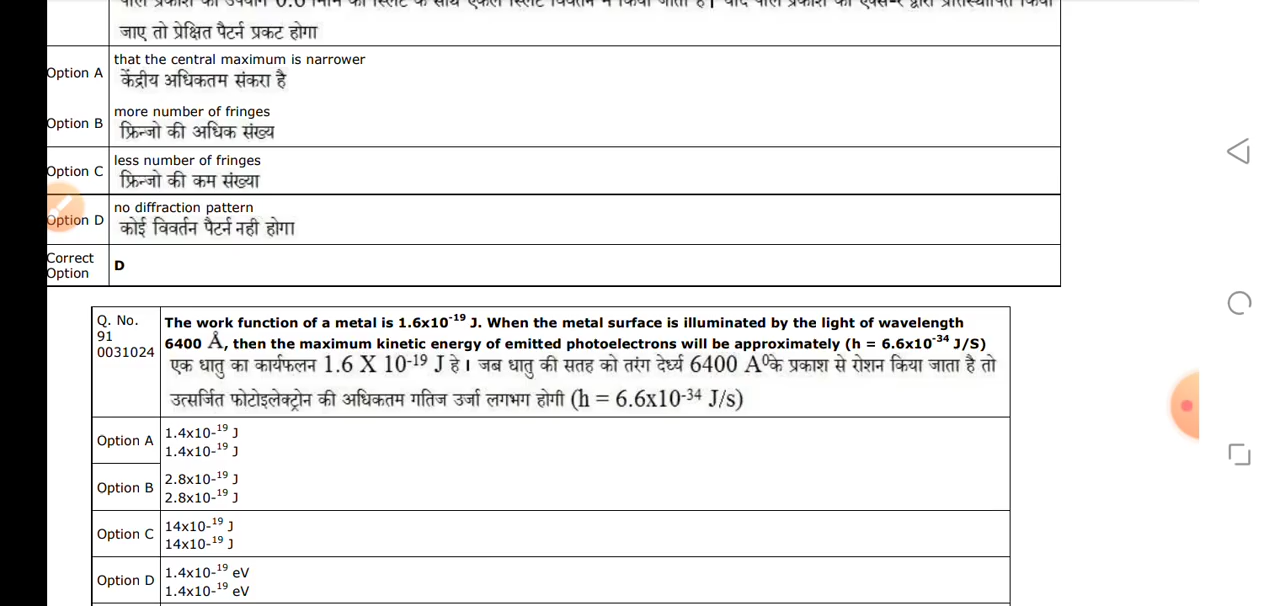 जाए तो प्रेक्षित पैटर्न प्रकट होगा
Option A
that the central maximum is narrower
केंद्रीय अधिकतम संकरा है
Option B
more number of fringes
फ्रिन्जो की अधिक संख्य
Option C
less number of fringes
फ्रिन्जो की कम संख्या
Option D
no diffraction pattern
कोई विवर्तन पैटर्न नही होगा
Correct
Option
D
Q. No.
91
0031024
The work function of a metal is 1.6x10⁻¹⁹ J. When the metal surface is illuminated by the light of wavelength
6400 Å, then the maximum kinetic energy of emitted photoelectrons will be approximately (h = 6.6x10⁻³⁴ J/S)
एक धातु का कार्यफलन 1.6 X 10⁻¹⁹ J हे। जब धातु की सतह को तरंग देर्ध्य 6400 A⁰के प्रकाश से रोशन किया जाता है तो
उत्सर्जित फोटोइलेक्ट्रोन की अधिकतम गतिज उर्जा लगभग होगी (h = 6.6x10⁻³⁴ J/s)
Option A
1.4x10-¹⁹ J
1.4x10-¹⁹ J
Option B
2.8x10-¹⁹ J
2.8x10-¹⁹ J
Option C
14x10-¹⁹ J
14x10-¹⁹ J
Option D
1.4x10-¹⁹ eV
1.4x10-¹⁹ eV